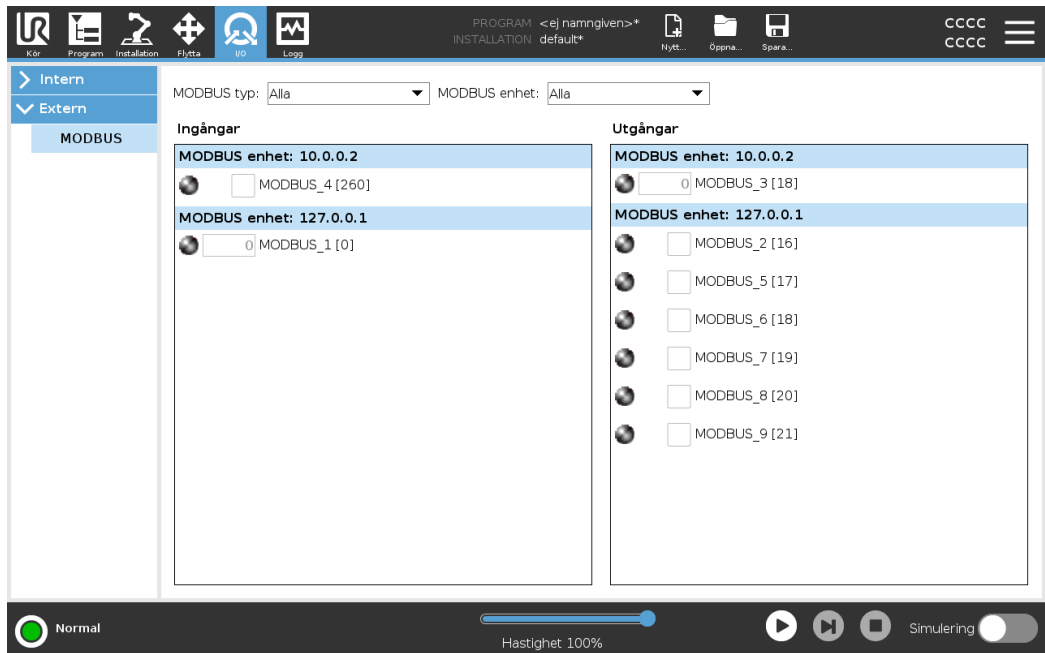 PROGRAM <ej namngiven>*
INSTALLATION default*
CCCC
CCCC
Kör Program Installation Flytta I/O Logg Nytt... Öppna... Spara...
Intern
Extern
MODBUS
MODBUS typ: Alla MODBUS enhet: Alla
Ingångar
MODBUS enhet: 10.0.0.2
MODBUS_4 [260]
MODBUS enhet: 127.0.0.1
0 MODBUS_1 [0]
Utgångar
MODBUS enhet: 10.0.0.2
0 MODBUS_3 [18]
MODBUS enhet: 127.0.0.1
MODBUS_2 [16]
MODBUS_5 [17]
MODBUS_6 [18]
MODBUS_7 [19]
MODBUS_8 [20]
MODBUS_9 [21]
Normal
Hastighet 100%
Simulering